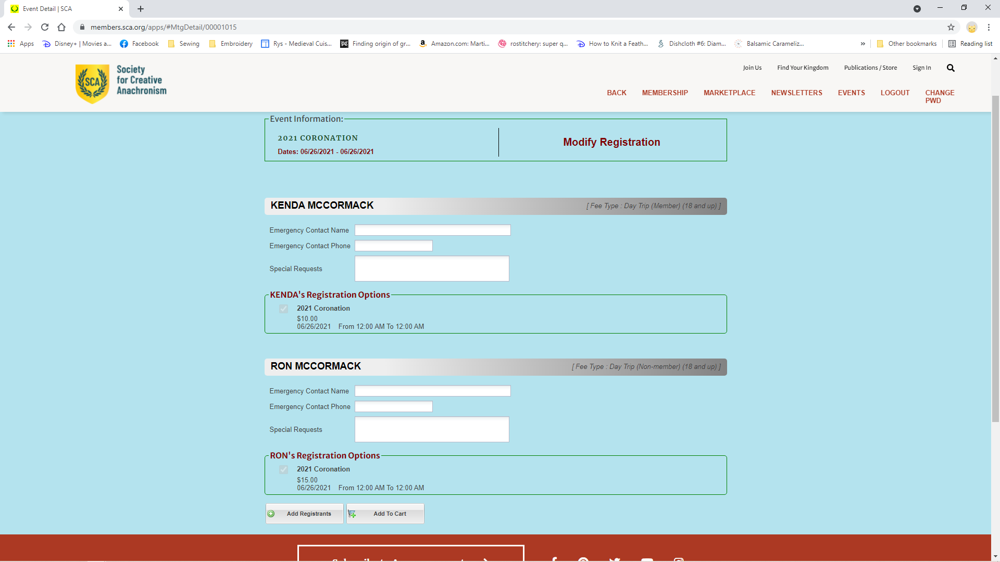 Event Detail | SCA
members.sca.org/apps/#MtgDetail/00001015
Apps
Disney+ | Movies a...
Facebook
Sewing
Embroidery
Rys - Medieval Cuis...
Finding origin of gr...
Amazon.com: Marti...
rostitchery: super q...
How to Knit a Feath...
Dishcloth #6: Diam...
Balsamic Carameliz...
»
Other bookmarks
Reading list
SCA
Society
for Creative
Anachronism
Join Us
Find Your Kingdom
Publications / Store
Sign In
BACK
MEMBERSHIP
MARKETPLACE
NEWSLETTERS
EVENTS
LOGOUT
CHANGE
PWD
Event Information:
2021 CORONATION
Dates: 06/26/2021 - 06/26/2021
Modify Registration
KENDA MCCORMACK
[ Fee Type : Day Trip (Member) (18 and up) ]
Emergency Contact Name
Emergency Contact Phone
Special Requests
KENDA's Registration Options
2021 Coronation
$10.00
06/26/2021 From 12:00 AM To 12:00 AM
RON MCCORMACK
[ Fee Type : Day Trip (Non-member) (18 and up) ]
Emergency Contact Name
Emergency Contact Phone
Special Requests
RON's Registration Options
2021 Coronation
$15.00
06/26/2021 From 12:00 AM To 12:00 AM
Add Registrants
Add To Cart